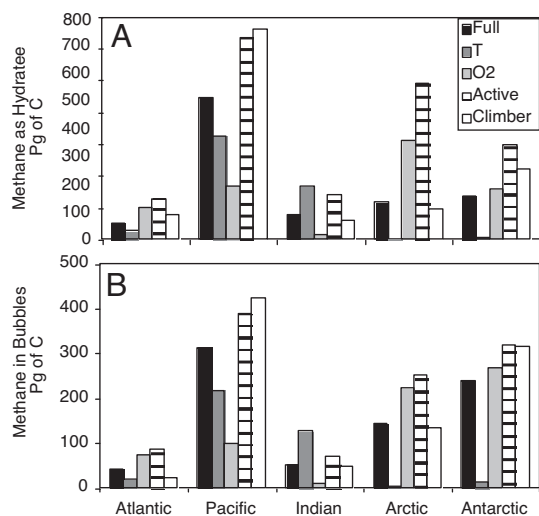 A
800
700
600
500
300
200
100
0
Methane as Hydratee
Pg of C
Full
T
O2
Active
Climber
B
500
400
300
200
100
0
Methane in Bubbles
Pg of C
Atlantic Pacific Indian Arctic Antarctic